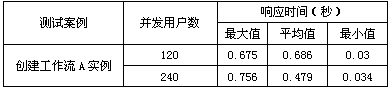 测试案例 并发用户数 响应时间（秒）
最大值 平均值 最小值
创建工作流 A 实例 120 0.675 0.686 0.03
240 0.756 0.479 0.034